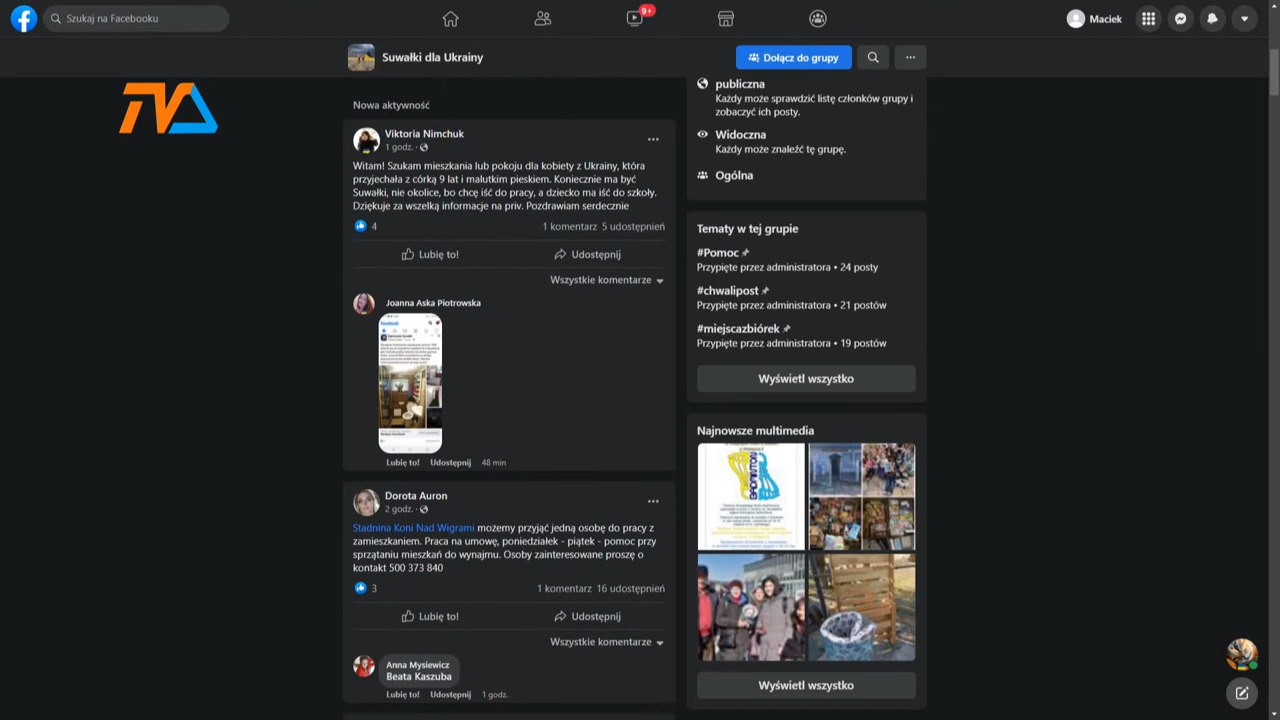 Szukaj na Facebooku
9+
Maciek
Suwałki dla Ukrainy
Dołącz do grupy
TVA
Nowa aktywność
Viktoria Nimchuk
1 godz. ·
Witam! Szukam mieszkania lub pokoju dla kobiety z Ukrainy, która
przyjechała z córką 9 lat i malutkim pieskiem. Koniecznie ma być
Suwałki, nie okolice, bo chcę iść do pracy, a dziecko ma iść do szkoły.
Dziękuje za wszelką informacje na priv. Pozdrawiam serdecznie
4
1 komentarz 5 udostępnień
Lubię to!
Udostępnij
Wszystkie komentarze
Joanna Aska Piotrowska
Lubię to! Udostępnij 48 min
Dorota Auron
2 godz. ·
Stadnina Koni Nad Wigrami możemy przyjąć jedną osobę do pracy z
zamieszkaniem. Praca na umowę, poniedziałek - piątek - pomoc przy
sprzątaniu mieszkań do wynajmu. Osoby zainteresowane proszę o
kontakt 500 373 840
3
1 komentarz 16 udostępnień
Lubię to!
Udostępnij
Wszystkie komentarze
Anna Mysiewicz
Beata Kaszuba
Lubię to! Udostępnij 1 godz.
publiczna
Każdy może sprawdzić listę członków grupy i
zobaczyć ich posty.
Widoczna
Każdy może znaleźć tę grupę.
Ogólna
Tematy w tej grupie
#Pomoc
Przypięte przez administratora • 24 posty
#chwalipost
Przypięte przez administratora • 21 postów
#miejscazbiórek
Przypięte przez administratora • 19 postów
Wyświetl wszystko
Najnowsze multimedia
BADMINTON
Wyświetl wszystko